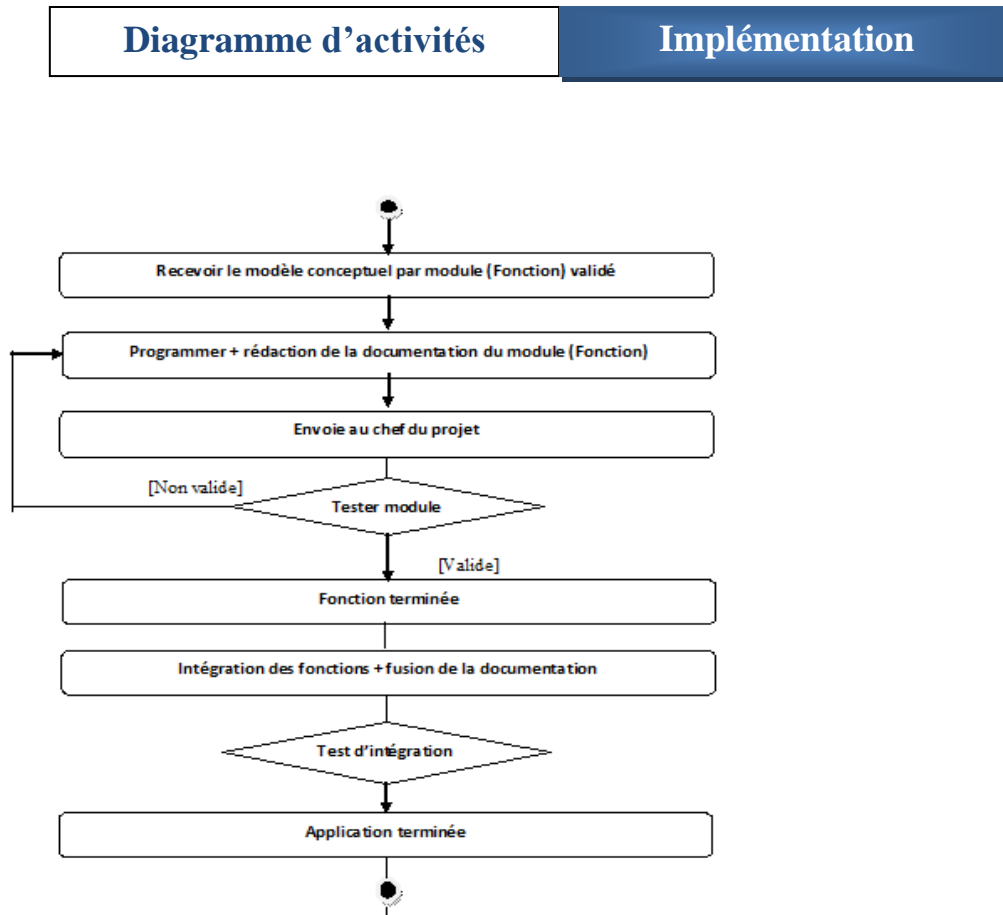 Diagramme d’activités
Implémentation
Recevoir le modèle conceptuel par module (Fonction) validé
Programmer + rédaction de la documentation du module (Fonction)
Envoie au chef du projet
[Non valide]
Tester module
[Valide]
Fonction terminée
Intégration des fonctions + fusion de la documentation
Test d’intégration
Application terminée